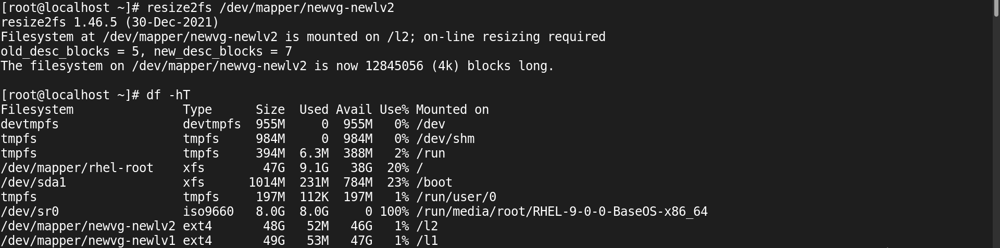 [root@localhost ~]# resize2fs /dev/mapper/newvg-newlv2
resize2fs 1.46.5 (30-Dec-2021)
Filesystem at /dev/mapper/newvg-newlv2 is mounted on /l2; on-line resizing required
old_desc_blocks = 5, new_desc_blocks = 7
The filesystem on /dev/mapper/newvg-newlv2 is now 12845056 (4k) blocks long.

[root@localhost ~]# df -hT
Filesystem               Type      Size  Used Avail Use% Mounted on
devtmpfs                 devtmpfs  955M     0  955M   0% /dev
tmpfs                    tmpfs     984M     0  984M   0% /dev/shm
tmpfs                    tmpfs     394M  6.3M  388M   2% /run
/dev/mapper/rhel-root    xfs        47G  9.1G   38G  20% /
/dev/sda1                xfs      1014M  231M  784M  23% /boot
tmpfs                    tmpfs     197M  112K  197M   1% /run/user/0
/dev/sr0                 iso9660   8.0G  8.0G     0 100% /run/media/root/RHEL-9-0-0-BaseOS-x86_64
/dev/mapper/newvg-newlv2 ext4       48G   52M   46G   1% /l2
/dev/mapper/newvg-newlv1 ext4       49G   53M   47G   1% /l1